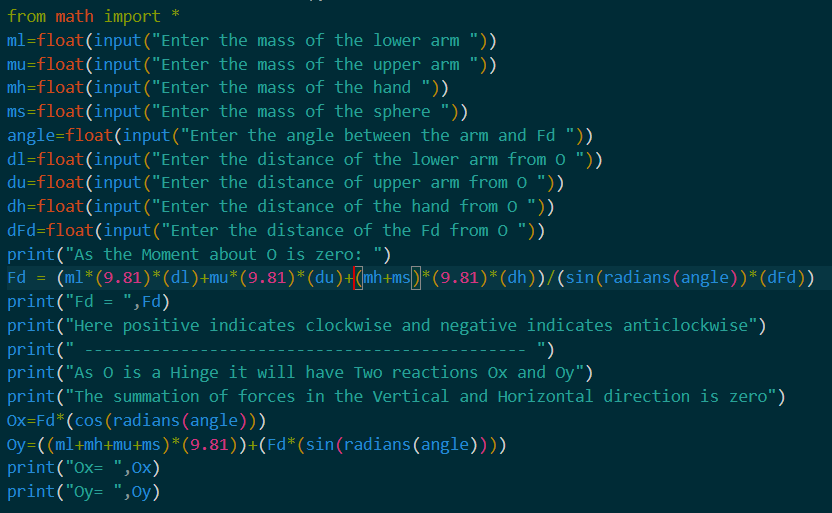 from math import *
ml=float(input("Enter the mass of the lower arm "))
mu=float(input("Enter the mass of the upper arm "))
mh=float(input("Enter the mass of the hand "))
ms=float(input("Enter the mass of the sphere "))
angle=float(input("Enter the angle between the arm and Fd "))
dl=float(input("Enter the distance of the lower arm from O "))
du=float(input("Enter the distance of upper arm from O "))
dh=float(input("Enter the distance of the hand from O "))
dFd=float(input("Enter the distance of the Fd from O "))
print("As the Moment about O is zero: ")
Fd = (ml*(9.81)*(dl)+mu*(9.81)*(du)+(mh+ms)*(9.81)*(dh))/(sin(radians(angle))*(dFd))
print("Fd = ",Fd)
print("Here positive indicates clockwise and negative indicates anticlockwise")
print(" ---------------------------------------------- ")
print("As O is a Hinge it will have Two reactions Ox and Oy")
print("The summation of forces in the Vertical and Horizontal direction is zero")
Ox=Fd*(cos(radians(angle)))
Oy=((ml+mh+mu+ms)*(9.81))+(Fd*(sin(radians(angle))))
print("Ox= ",Ox)
print("Oy= ",Oy)